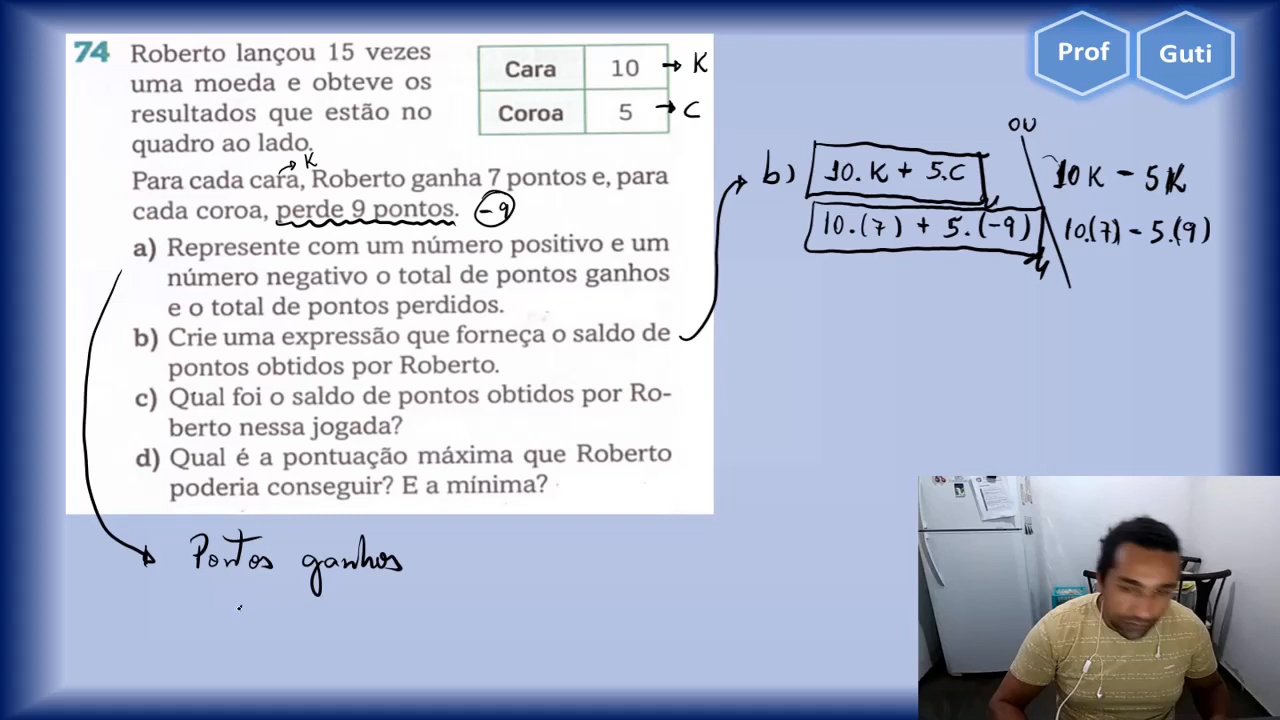 Prof Guti
74 Roberto lançou 15 vezes
uma moeda e obteve os
resultados que estão no
quadro ao lado.
Cara 10 → K
Coroa 5 → C
K
Para cada cara, Roberto ganha 7 pontos e, para
cada coroa, perde 9 pontos. -9
a) Represente com um número positivo e um
número negativo o total de pontos ganhos
e o total de pontos perdidos.
b) Crie uma expressão que forneça o saldo de
pontos obtidos por Roberto.
c) Qual foi o saldo de pontos obtidos por Ro-
berto nessa jogada?
d) Qual é a pontuação máxima que Roberto
poderia conseguir? E a mínima?
Pontos ganhos
OU
b) 10.K + 5.C
10.(7) + 5.(-9)
10K - 5K
10.(7) - 5.(9)